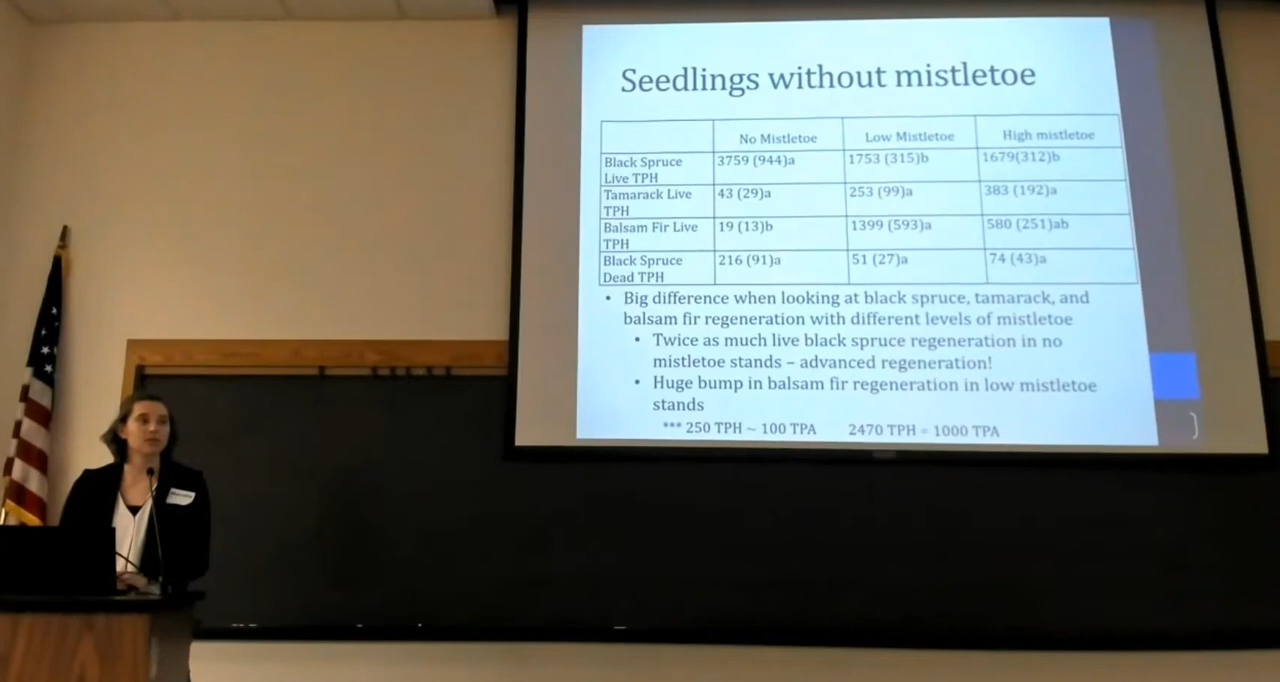 Seedlings without mistletoe
No Mistletoe Low Mistletoe High mistletoe
Black Spruce Live TPH 3759 (944)a 1753 (315)b 1679(312)b
Tamarack Live TPH 43 (29)a 253 (99)a 383 (192)a
Balsam Fir Live TPH 19 (13)b 1399 (593)a 580 (251)ab
Black Spruce Dead TPH 216 (91)a 51 (27)a 74 (43)a
• Big difference when looking at black spruce, tamarack, and
balsam fir regeneration with different levels of mistletoe
• Twice as much live black spruce regeneration in no
mistletoe stands – advanced regeneration!
• Huge bump in balsam fir regeneration in low mistletoe
stands
*** 250 TPH ~ 100 TPA 2470 TPH = 1000 TPA